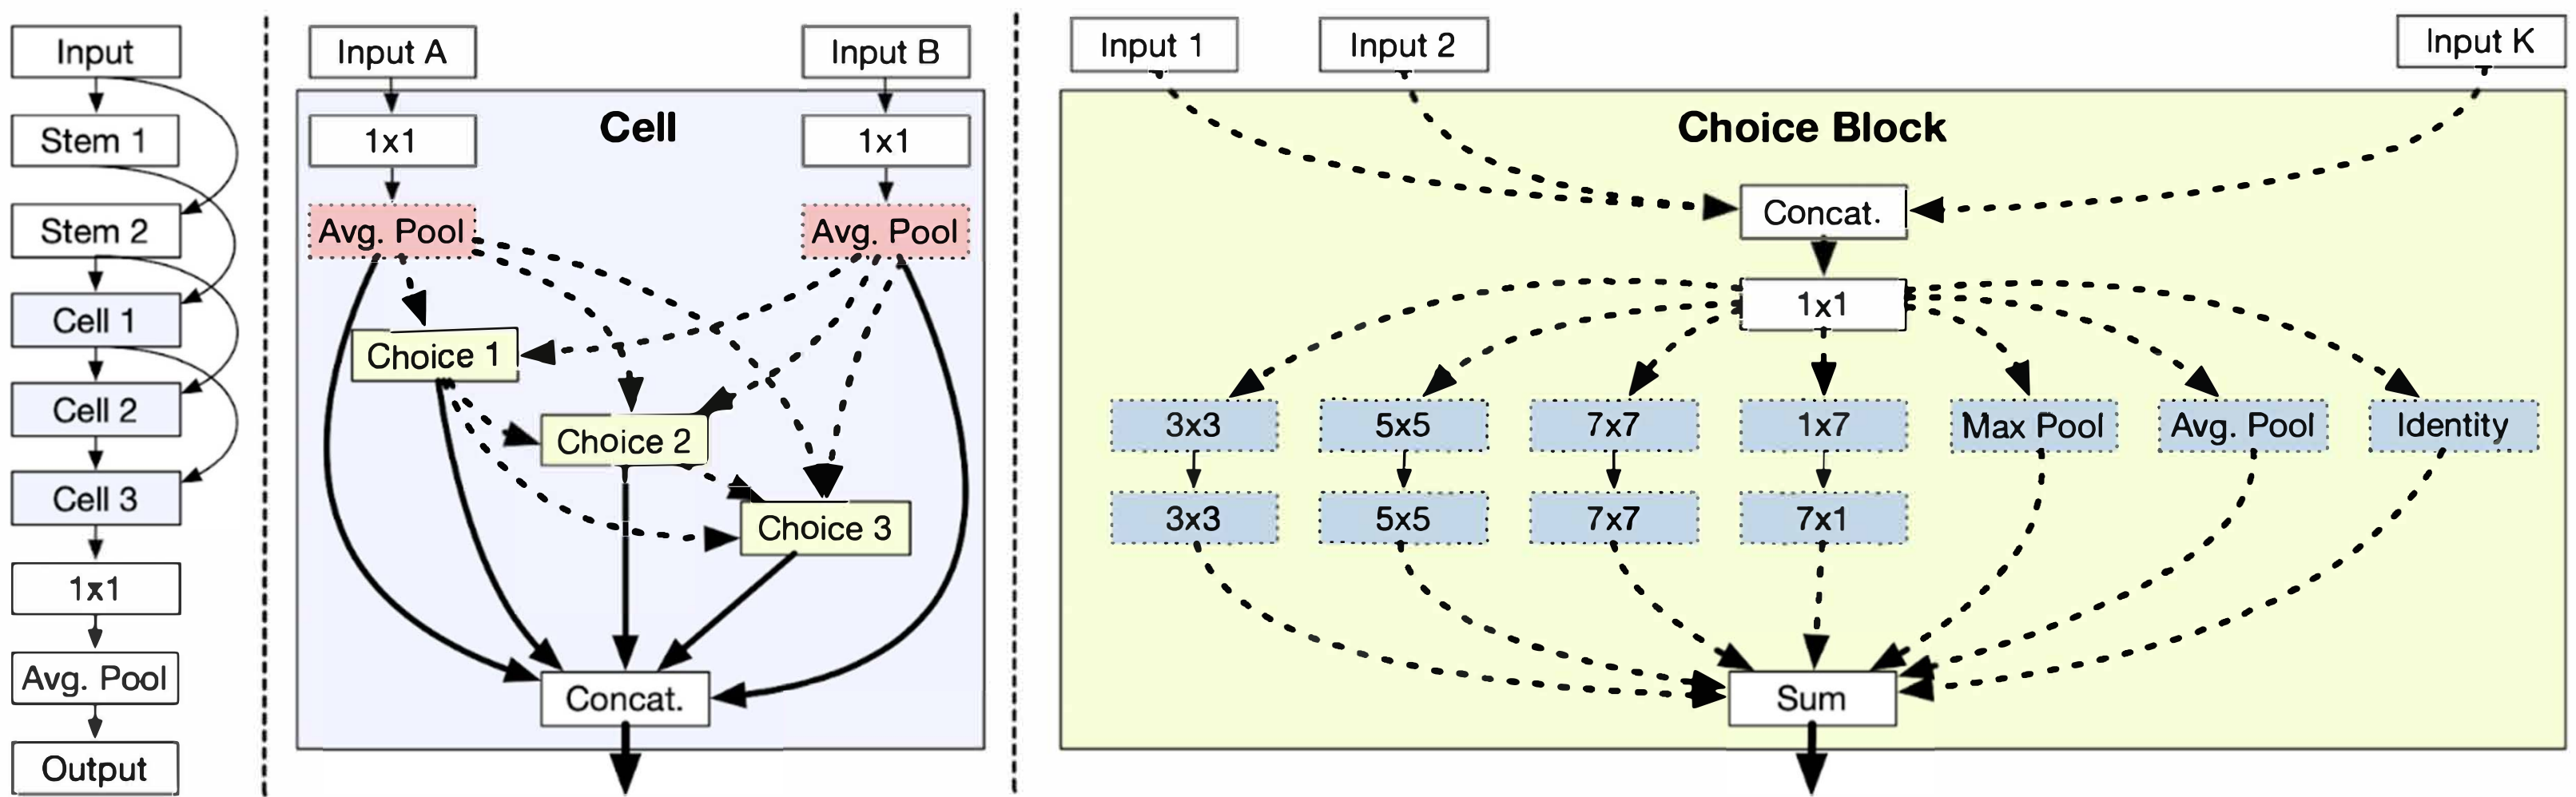 Input
Stem 1
Stem 2
Cell 1
Cell 2
Cell 3
1x1
Avg. Pool
Output
Input A
Input B
Cell
1x1
1x1
Avg. Pool
Avg. Pool
Choice 1
Choice 2
Choice 3
Concat.
Input 1
Input 2
Input K
Choice Block
Concat.
1x1
3x3
5x5
7x7
1x7
Max Pool
Avg. Pool
Identity
3x3
5x5
7x7
7x1
Sum